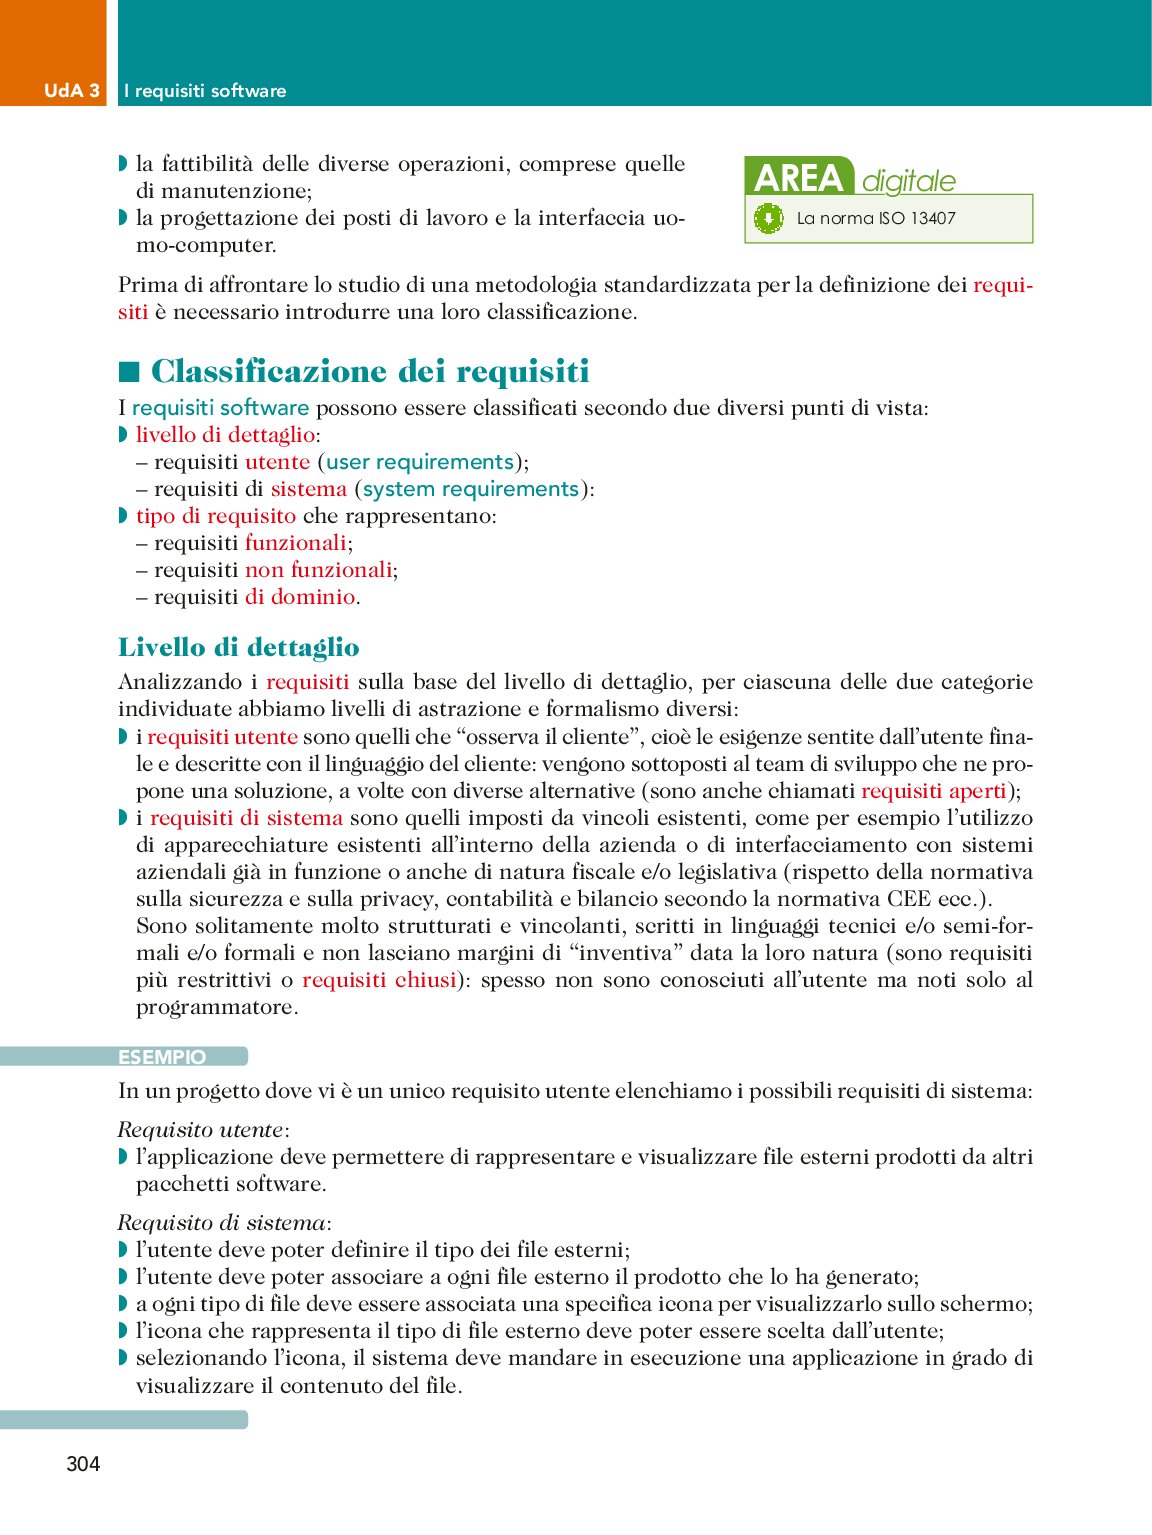 UdA 3 I requisiti software
◗ la fattibilità delle diverse operazioni, comprese quelle
di manutenzione;
◗ la progettazione dei posti di lavoro e la interfaccia uo-
mo-computer.
AREA digitale
La norma ISO 13407
Prima di affrontare lo studio di una metodologia standardizzata per la definizione dei requi-
siti è necessario introdurre una loro classificazione.
■ Classificazione dei requisiti
I requisiti software possono essere classificati secondo due diversi punti di vista:
◗ livello di dettaglio:
– requisiti utente (user requirements);
– requisiti di sistema (system requirements):
◗ tipo di requisito che rappresentano:
– requisiti funzionali;
– requisiti non funzionali;
– requisiti di dominio.
Livello di dettaglio
Analizzando i requisiti sulla base del livello di dettaglio, per ciascuna delle due categorie
individuate abbiamo livelli di astrazione e formalismo diversi:
◗ i requisiti utente sono quelli che “osserva il cliente”, cioè le esigenze sentite dall’utente fina-
le e descritte con il linguaggio del cliente: vengono sottoposti al team di sviluppo che ne pro-
pone una soluzione, a volte con diverse alternative (sono anche chiamati requisiti aperti);
◗ i requisiti di sistema sono quelli imposti da vincoli esistenti, come per esempio l’utilizzo
di apparecchiature esistenti all’interno della azienda o di interfacciamento con sistemi
aziendali già in funzione o anche di natura fiscale e/o legislativa (rispetto della normativa
sulla sicurezza e sulla privacy, contabilità e bilancio secondo la normativa CEE ecc.).
Sono solitamente molto strutturati e vincolanti, scritti in linguaggi tecnici e/o semi-for-
mali e/o formali e non lasciano margini di “inventiva” data la loro natura (sono requisiti
più restrittivi o requisiti chiusi): spesso non sono conosciuti all’utente ma noti solo al
programmatore.
ESEMPIO
In un progetto dove vi è un unico requisito utente elenchiamo i possibili requisiti di sistema:
Requisito utente:
◗ l’applicazione deve permettere di rappresentare e visualizzare file esterni prodotti da altri
pacchetti software.
Requisito di sistema:
◗ l’utente deve poter definire il tipo dei file esterni;
◗ l’utente deve poter associare a ogni file esterno il prodotto che lo ha generato;
◗ a ogni tipo di file deve essere associata una specifica icona per visualizzarlo sullo schermo;
◗ l’icona che rappresenta il tipo di file esterno deve poter essere scelta dall’utente;
◗ selezionando l’icona, il sistema deve mandare in esecuzione una applicazione in grado di
visualizzare il contenuto del file.
304